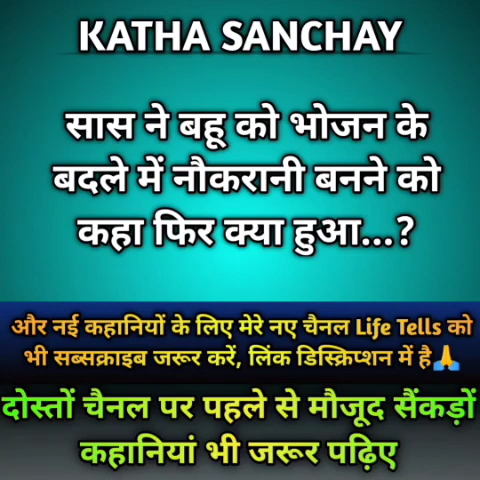 KATHA SANCHAY
सास ने बहू को भोजन के
बदले में नौकरानी बनने को
कहा फिर क्या हुआ...?
और नई कहानियों के लिए मेरे नए चैनल Life Tells को
भी सब्सक्राइब जरूर करें, लिंक डिस्क्रिप्शन में है🙏
दोस्तों चैनल पर पहले से मौजूद सैंकड़ों
कहानियां भी जरूर पढ़िए